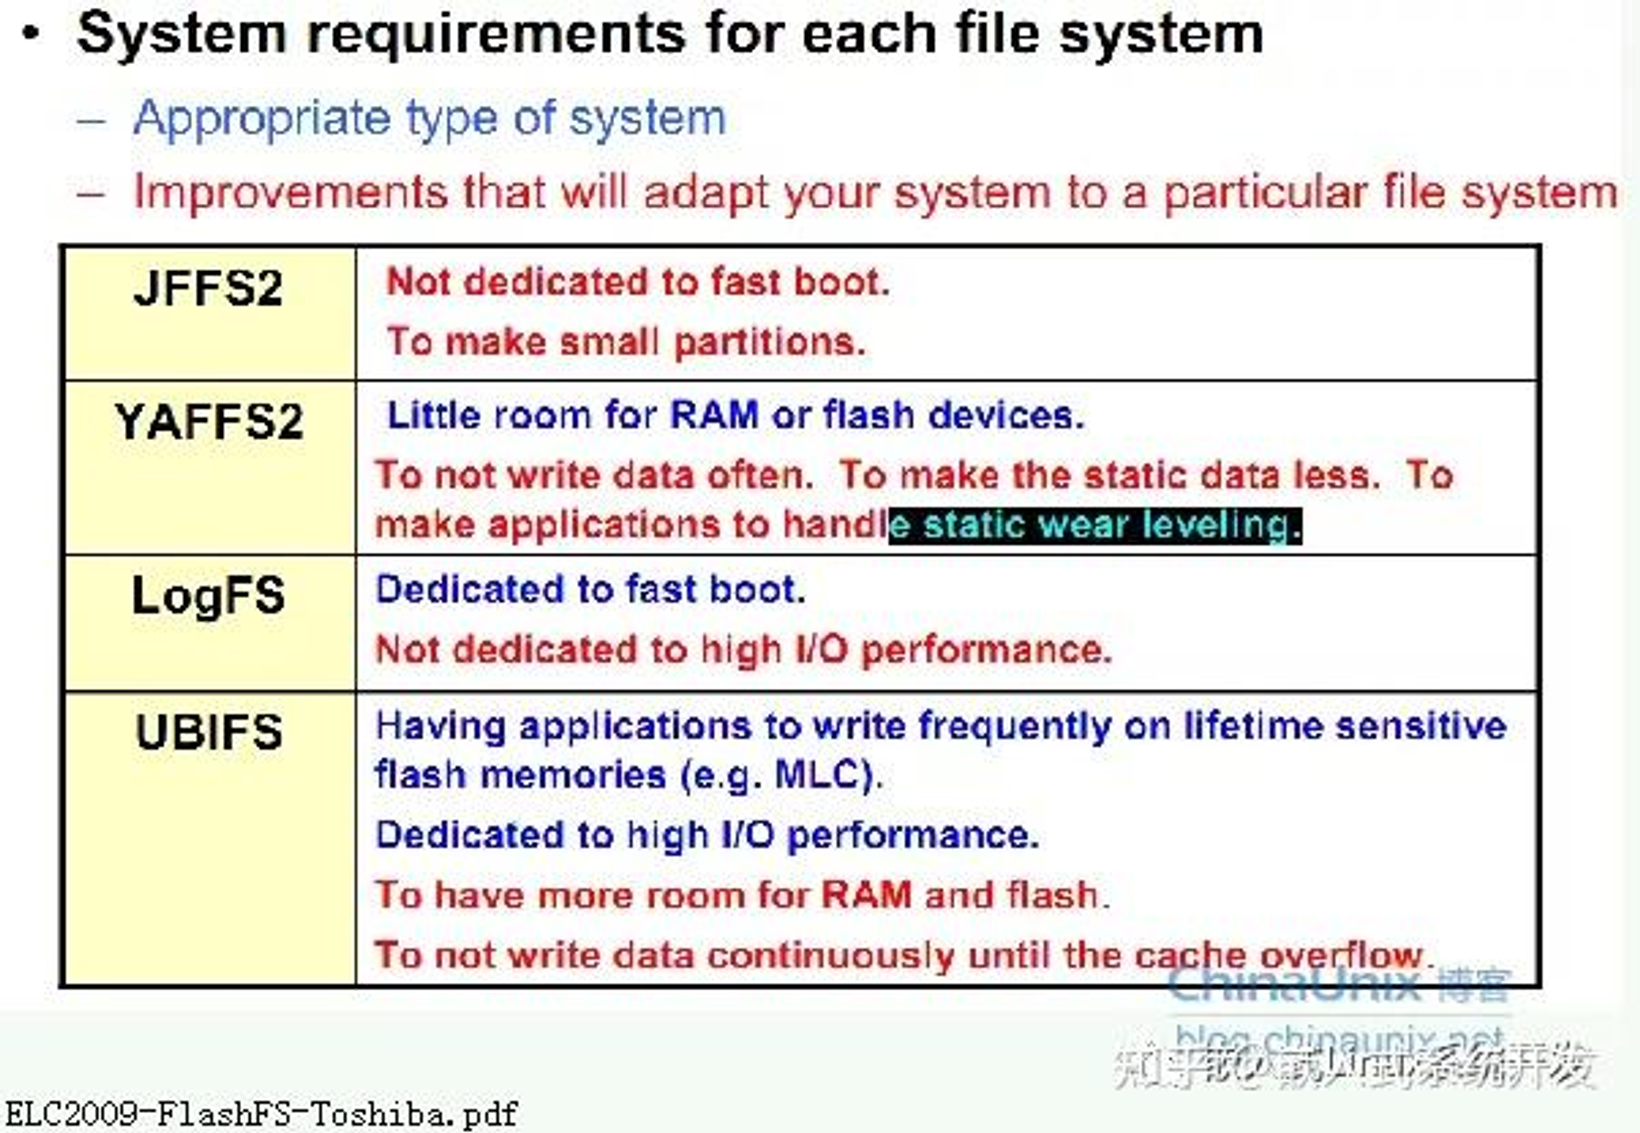 • System requirements for each file system
– Appropriate type of system
– Improvements that will adapt your system to a particular file system
JFFS2
Not dedicated to fast boot.
To make small partitions.
YAFFS2
Little room for RAM or flash devices.
To not write data often. To make the static data less. To
make applications to handle static wear leveling.
LogFS
Dedicated to fast boot.
Not dedicated to high I/O performance.
UBIFS
Having applications to write frequently on lifetime sensitive
flash memories (e.g. MLC).
Dedicated to high I/O performance.
To have more room for RAM and flash.
To not write data continuously until the cache overflow.
ChinaUnix 博客
blog.chinaunix.net
知乎 @嵌入式系统开发
ELC2009-FlashFS-Toshiba.pdf